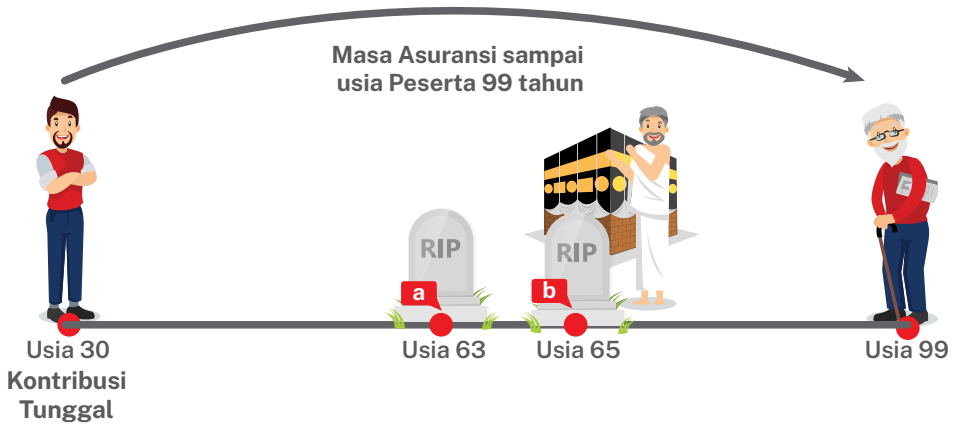 Masa Asuransi sampai
usia Peserta 99 tahun
RIP
RIP
a
b
Usia 30
Usia 63
Usia 65
Usia 99
Kontribusi
Tunggal